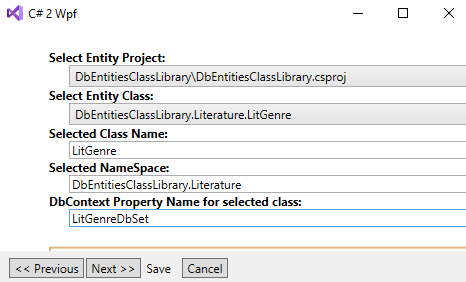 C# 2 Wpf
Select Entity Project:
DbEntitiesClassLibrary\DbEntitiesClassLibrary.csproj
Select Entity Class:
DbEntitiesClassLibrary.Literature.LitGenre
Selected Class Name:
LitGenre
Selected NameSpace:
DbEntitiesClassLibrary.Literature
DbContext Property Name for selected class:
LitGenreDbSet
<< Previous Next >> Save Cancel